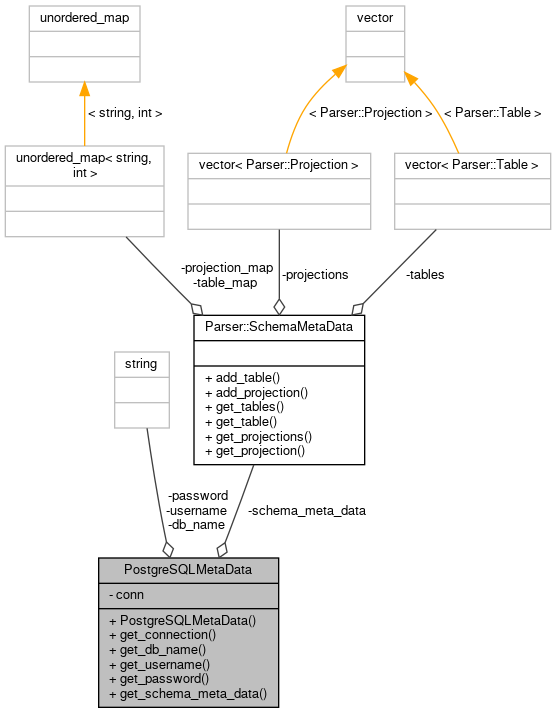 unordered_map
vector
< string, int >
< Parser::Projection >
< Parser::Table >
unordered_map< string,
int >
vector< Parser::Projection >
vector< Parser::Table >
-projection_map
-table_map
-projections
-tables
Parser::SchemaMetaData
+ add_table()
+ add_projection()
+ get_tables()
+ get_table()
+ get_projections()
+ get_projection()
string
-password
-username
-db_name
-schema_meta_data
PostgreSQLMetaData
- conn
+ PostgreSQLMetaData()
+ get_connection()
+ get_db_name()
+ get_username()
+ get_password()
+ get_schema_meta_data()